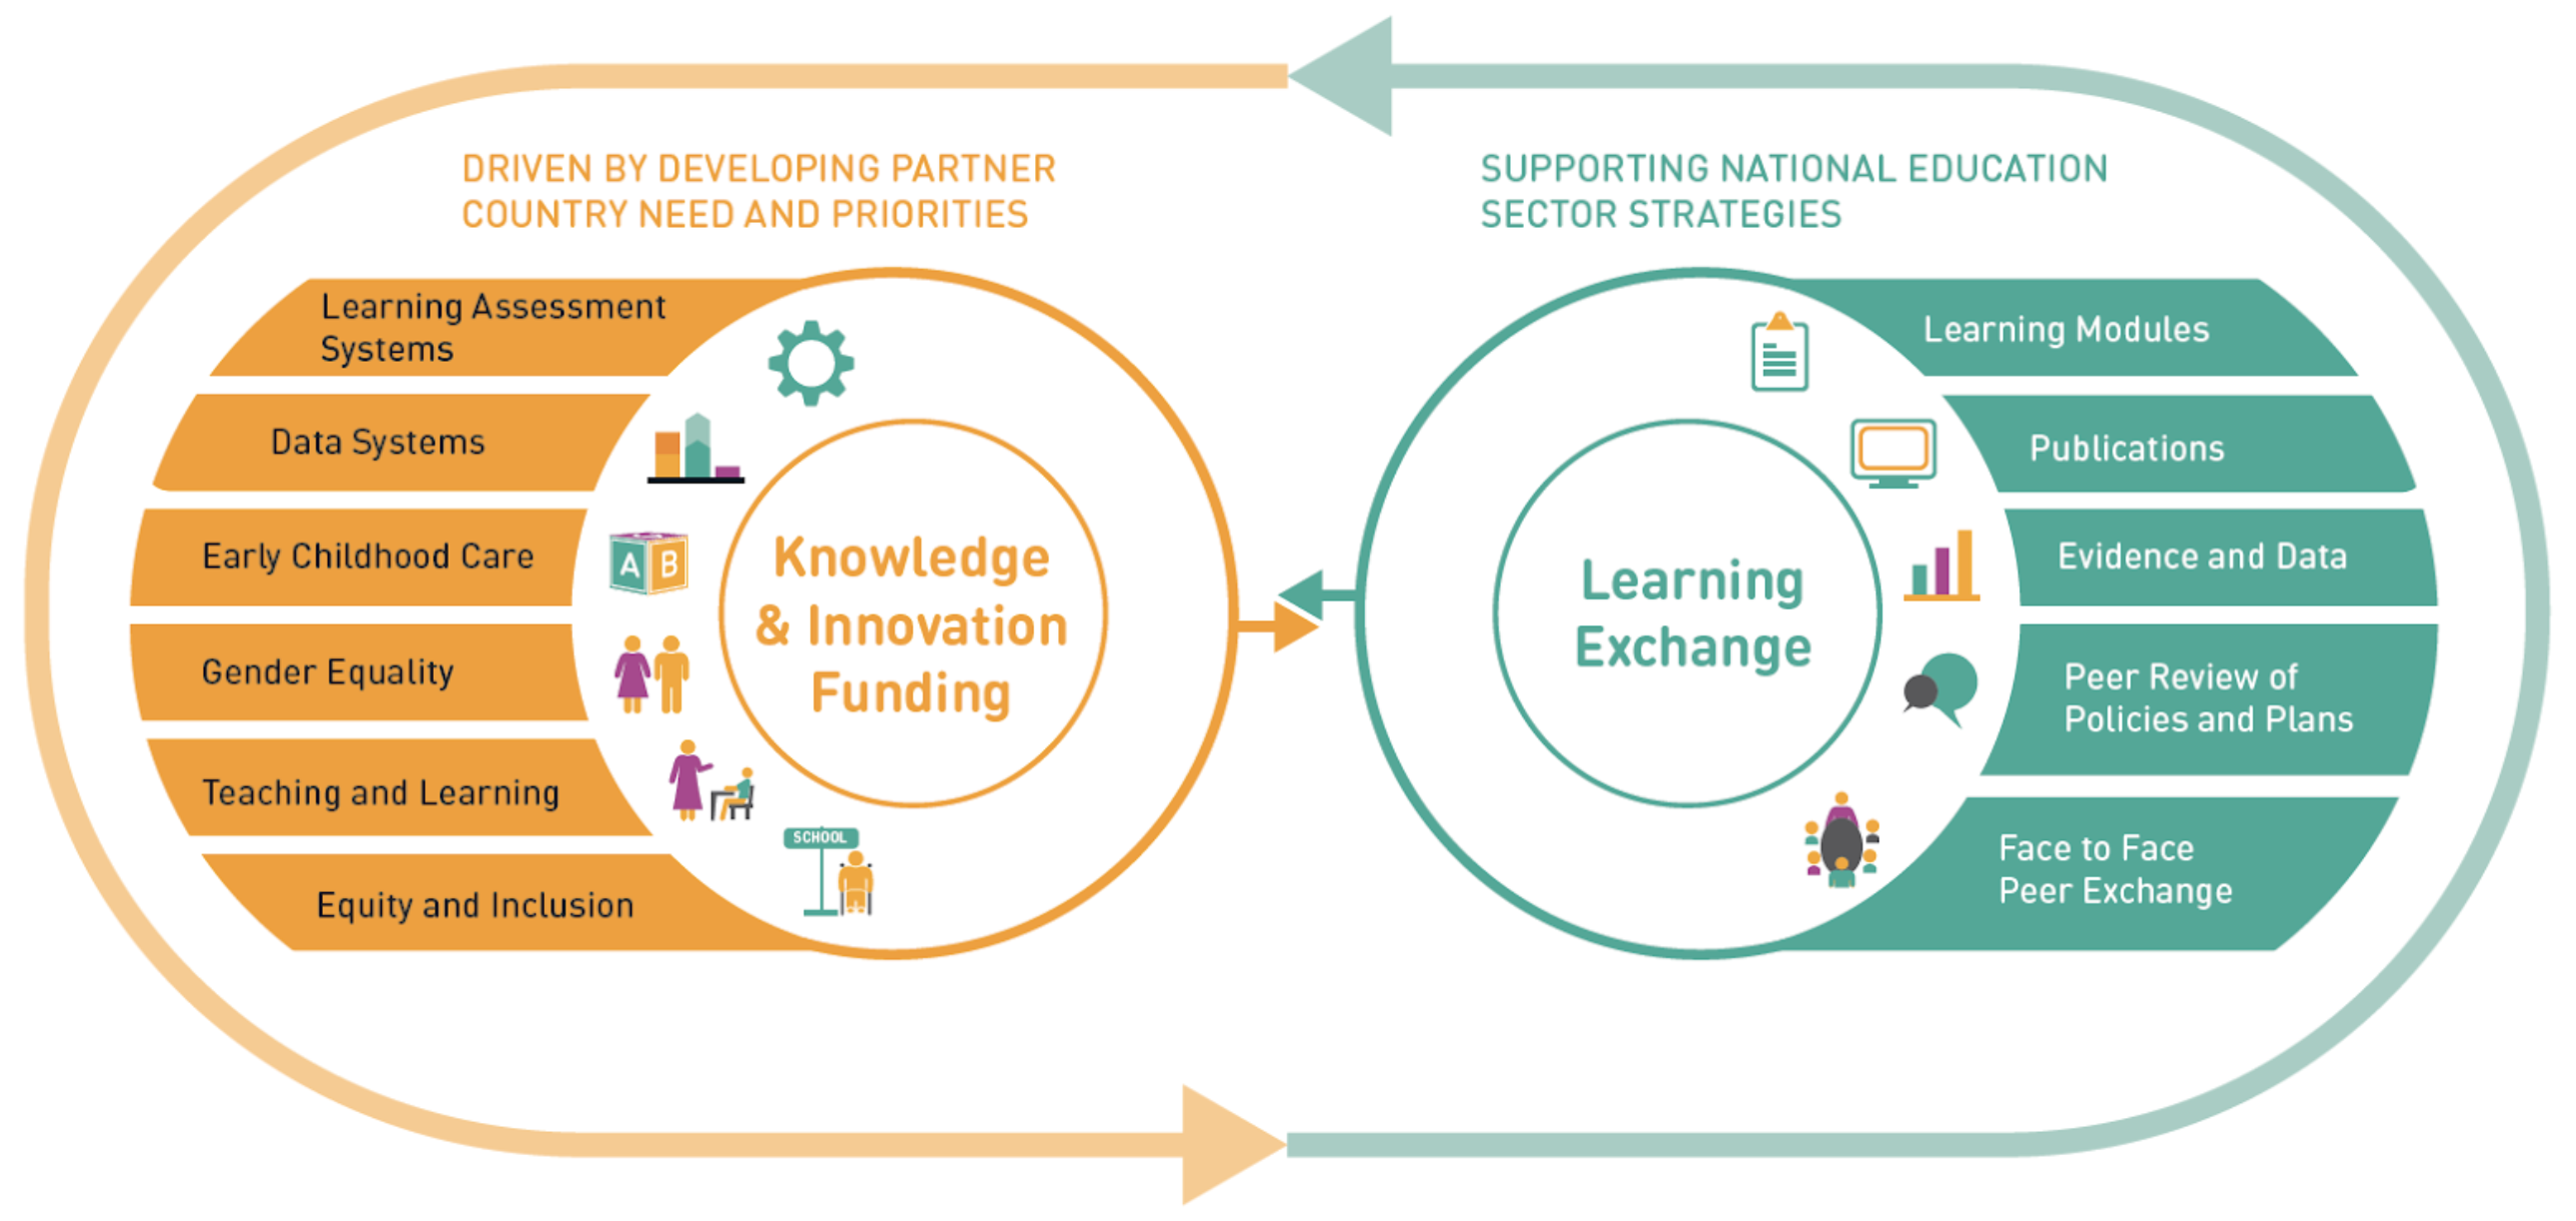 DRIVEN BY DEVELOPING PARTNER
COUNTRY NEED AND PRIORITIES
Learning Assessment
Systems
Data Systems
Early Childhood Care
Gender Equality
Teaching and Learning
Equity and Inclusion
A B
SCHOOL
Knowledge
& Innovation
Funding
SUPPORTING NATIONAL EDUCATION
SECTOR STRATEGIES
Learning
Exchange
Learning Modules
Publications
Evidence and Data
Peer Review of
Policies and Plans
Face to Face
Peer Exchange